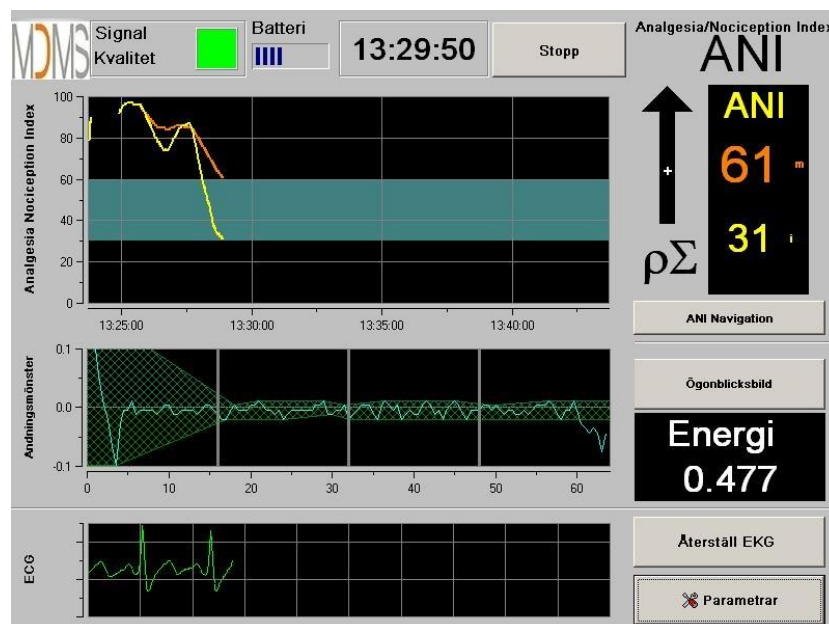 MDMS
Signal
Kvalitet
Batteri
13:29:50
Stopp
Analgesia/Nociception Index
ANI
Analgesia Nociception Index
100
80
60
40
20
0
13:25:00
13:30:00
13:35:00
13:40:00
+
ρΣ
ANI
61 m
31 i
ANI Navigation
Andningsmönster
0.1
0.0
-0.1
0
10
20
30
40
50
60
Ögonblicksbild
Energi
0.477
ECG
Återställ EKG
Parametrar